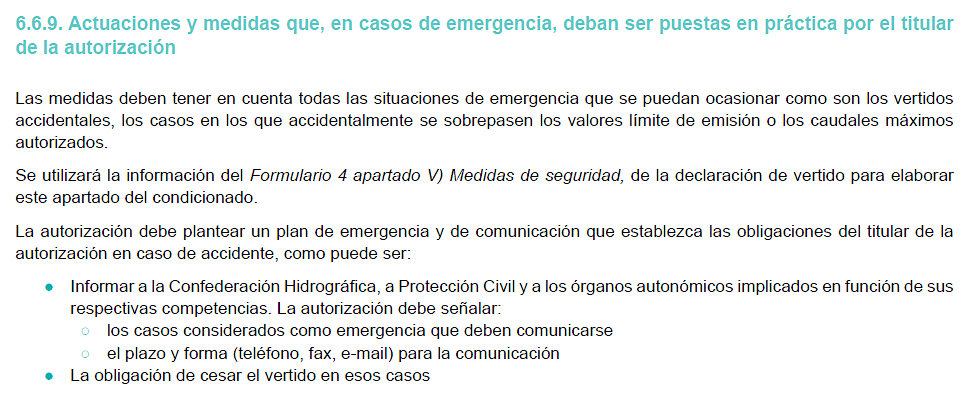 6.6.9. Actuaciones y medidas que, en casos de emergencia, deban ser puestas en práctica por el titular
de la autorización
Las medidas deben tener en cuenta todas las situaciones de emergencia que se puedan ocasionar como son los vertidos
accidentales, los casos en los que accidentalmente se sobrepasen los valores límite de emisión o los caudales máximos
autorizados.
Se utilizará la información del Formulario 4 apartado V) Medidas de seguridad, de la declaración de vertido para elaborar
este apartado del condicionado.
La autorización debe plantear un plan de emergencia y de comunicación que establezca las obligaciones del titular de la
autorización en caso de accidente, como puede ser:
● Informar a la Confederación Hidrográfica, a Protección Civil y a los órganos autonómicos implicados en función de sus
respectivas competencias. La autorización debe señalar:
○ los casos considerados como emergencia que deben comunicarse
○ el plazo y forma (teléfono, fax, e-mail) para la comunicación
● La obligación de cesar el vertido en esos casos